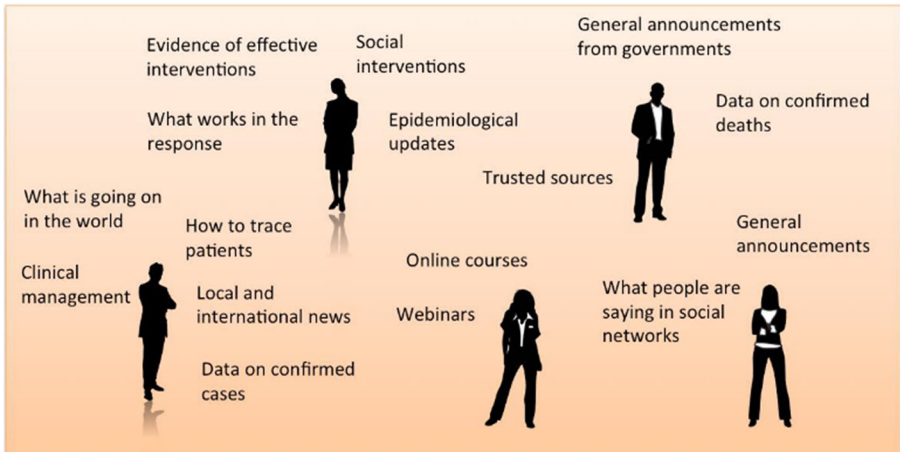 Evidence of effective
interventions
Social
interventions
General announcements
from governments
What works in the
response
Epidemiological
updates
Data on confirmed
deaths
Trusted sources
What is going on
in the world
How to trace
patients
Clinical
management
Local and
international news
Data on confirmed
cases
Online courses
Webinars
General
announcements
What people are
saying in social
networks